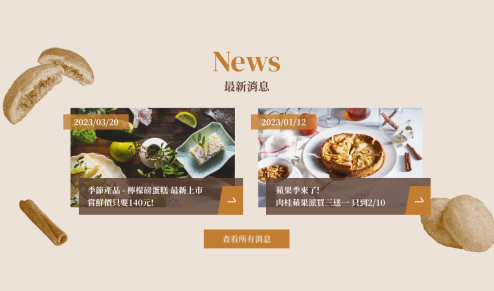 News
最新消息
2023/03/20
季節產品 - 檸檬磅蛋糕 最新上市
嘗鮮價只要140元!
2023/01/12
蘋果季來了!
肉桂蘋果派買三送一 只到2/10
查看所有消息